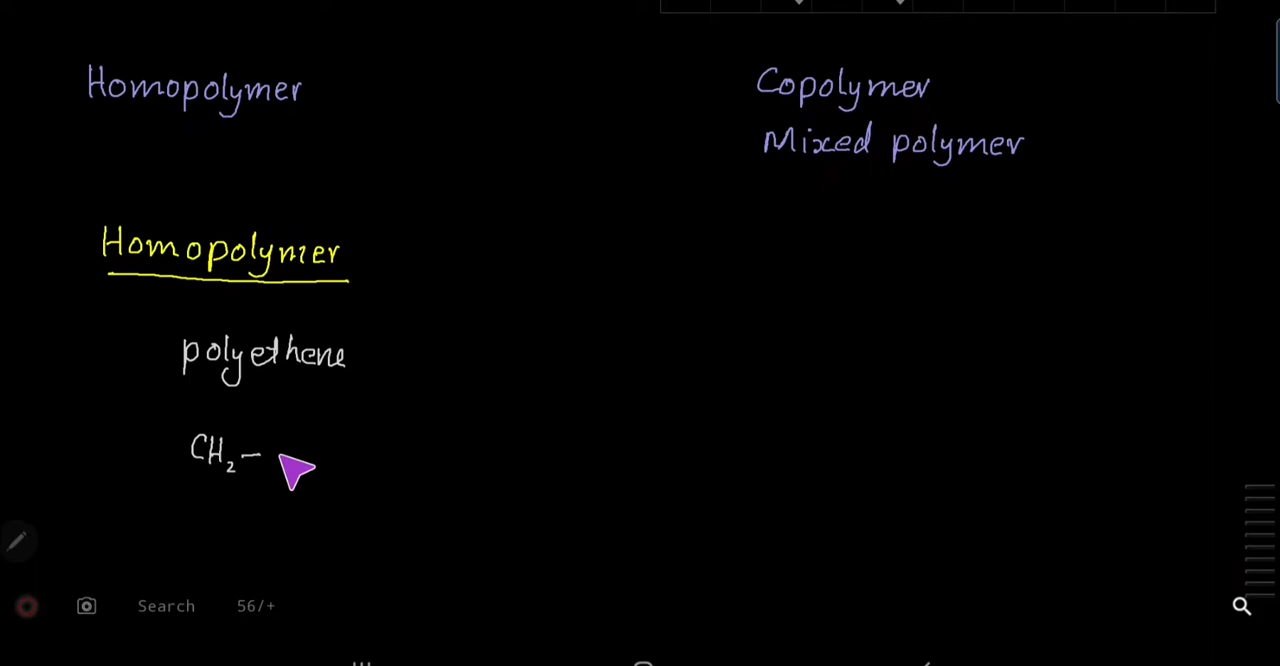 Homopolymer
Copolymer
Mixed polymer
Homopolymer
polyethene
CH₂ –
Search 56/+